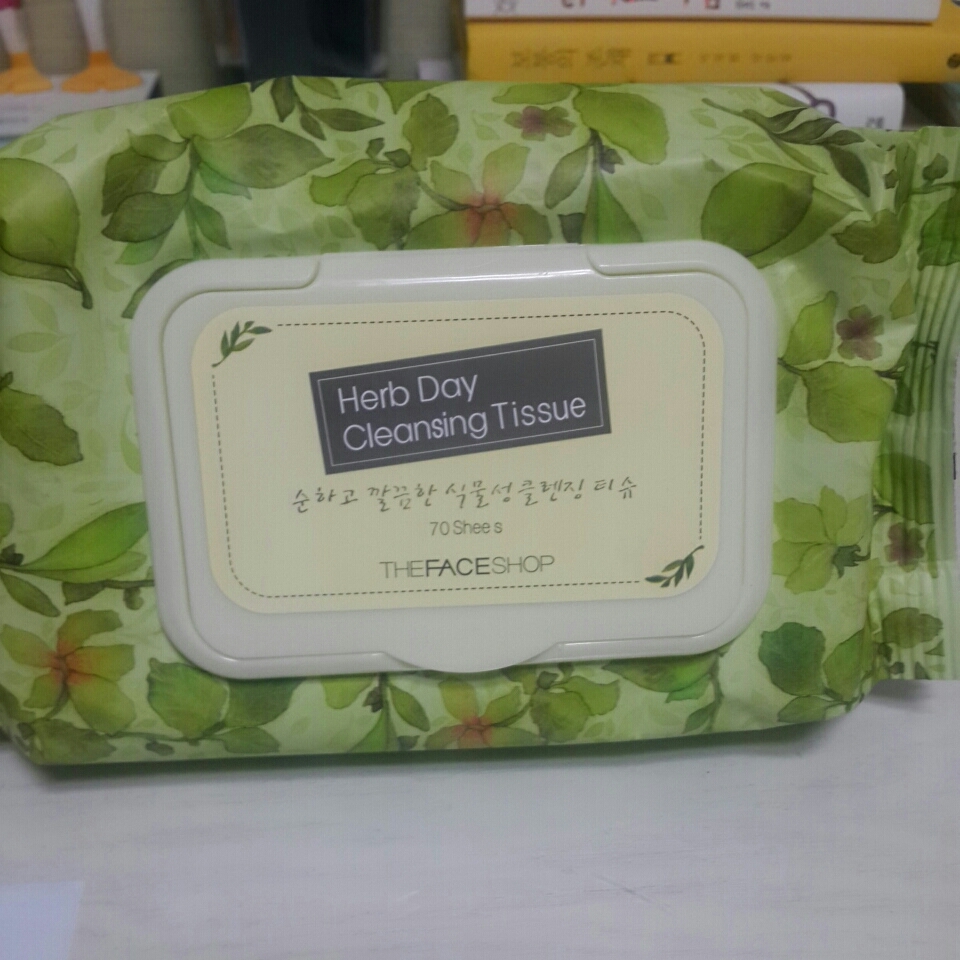 Herb Day
Cleansing Tissue
순하고 깔끔한 식물성 클렌징 티슈
70 Shee s
THEFACESHOP